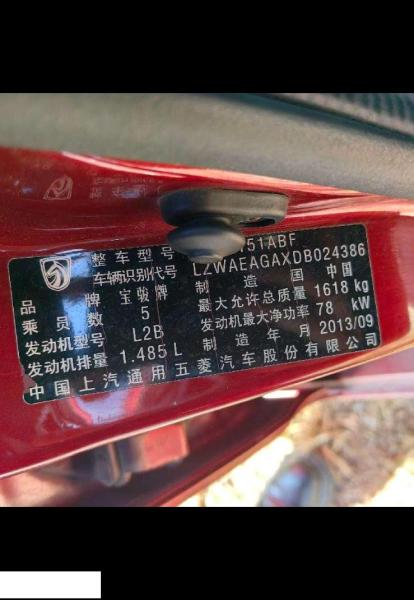 整车型号 151ABF
车辆识别代号 LZWAEAGAXDB024386
品牌 宝骏牌 制造国 中国
乘员数 5 最大允许总质量 1618 kg
发动机型号 L2B 发动机最大净功率 78 kW
发动机排量 1.485 L 制造年月 2013/09
中国上汽通用五菱汽车股份有限公司